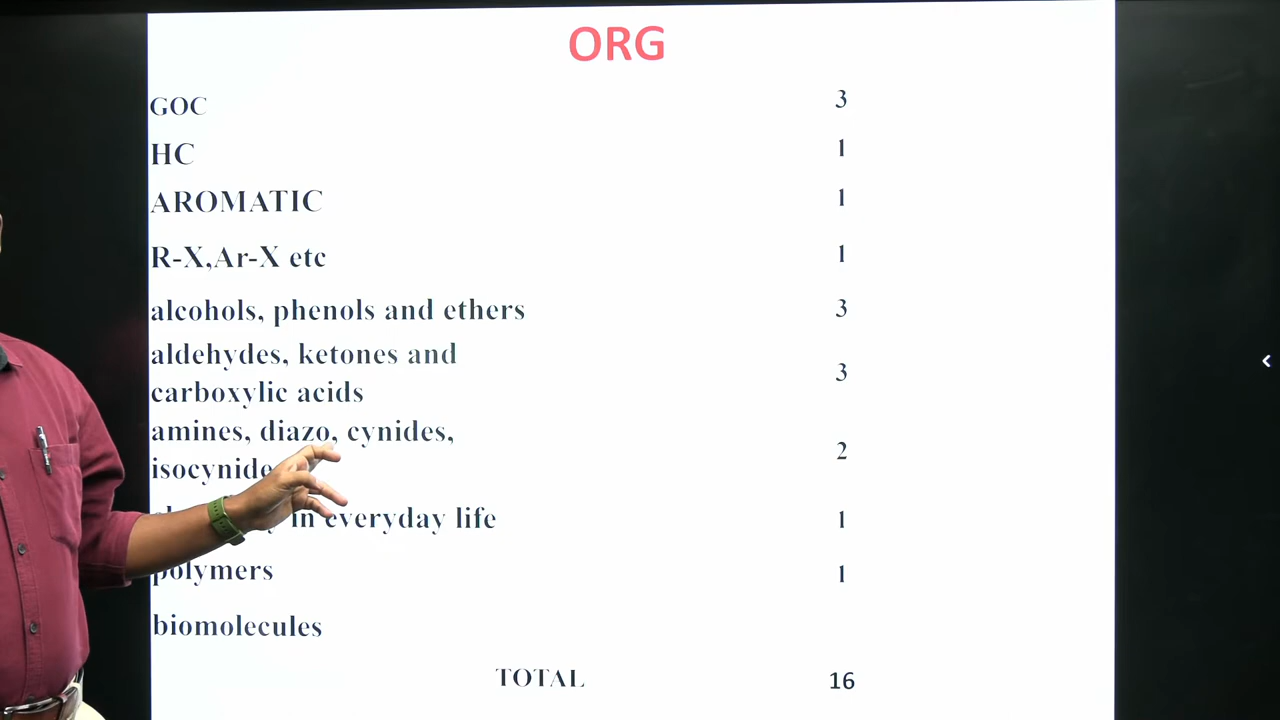 ORG
GOC 3
HC 1
AROMATIC 1
R-X,Ar-X etc 1
alcohols, phenols and ethers 3
aldehydes, ketones and
carboxylic acids 3
amines, diazo, cynides, 2
in everyday life 1
polymers 1
biomolecules
TOTAL 16